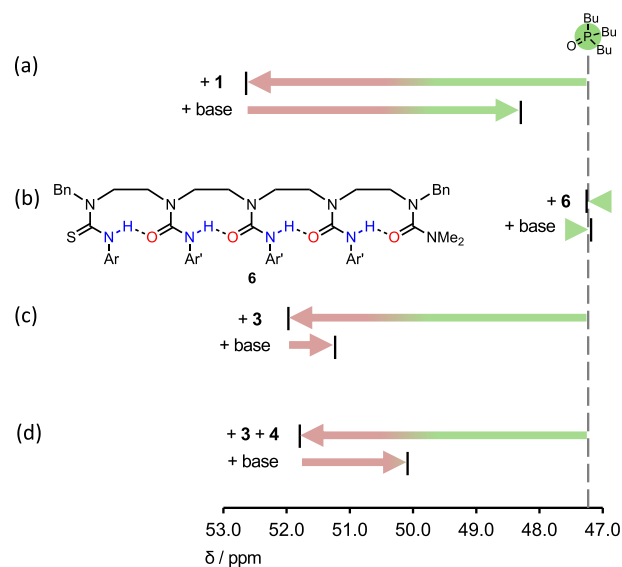 Bu
Bu
P
O
Bu
(a)
+ 1
+ base
(b)
Bn
N
N
N
N
N
Bn
S
N
H
O
N
H
O
N
H
O
N
H
O
NMe2
Ar
Ar'
Ar'
Ar'
6
+ 6
+ base
(c)
+ 3
+ base
(d)
+ 3 + 4
+ base
53.0 52.0 51.0 50.0 49.0 48.0 47.0
δ / ppm